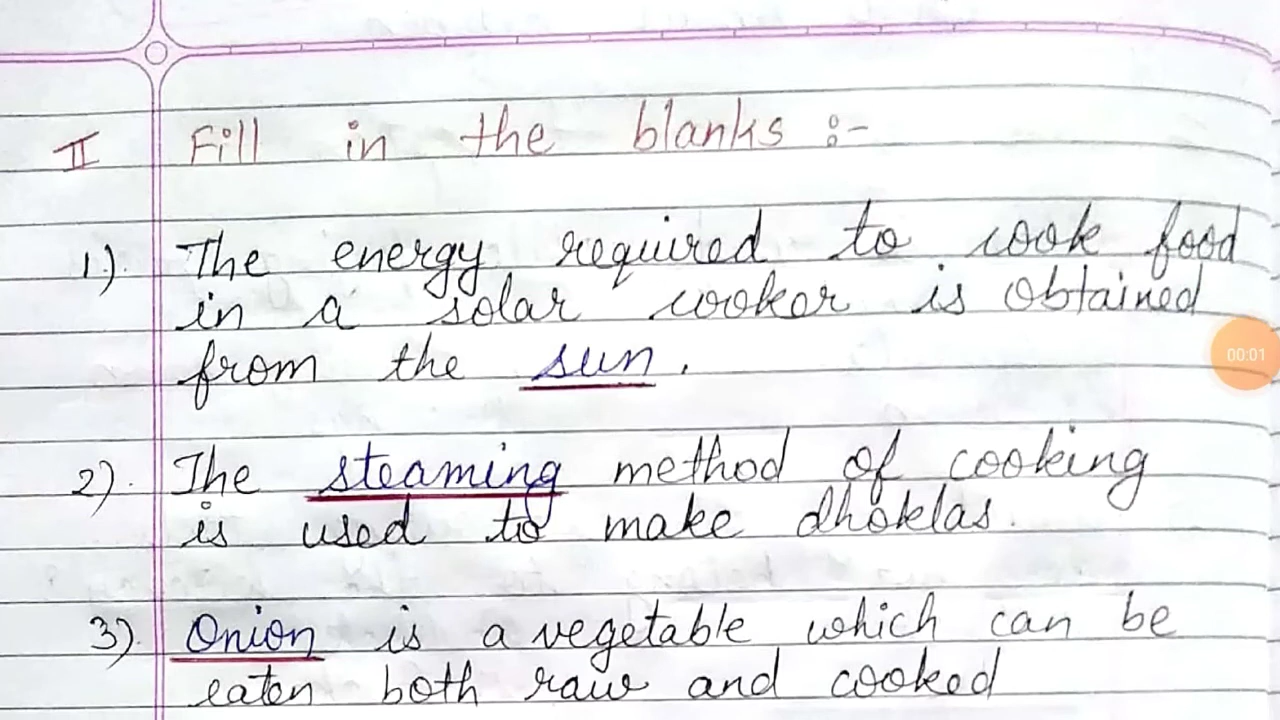 II Fill in the blanks :-
1). The energy required to cook food
in a solar cooker is obtained
from the sun.
00:01
2). The steaming method of cooking
is used to make dhoklas.
3). Onion is a vegetable which can be
eaten both raw and cooked